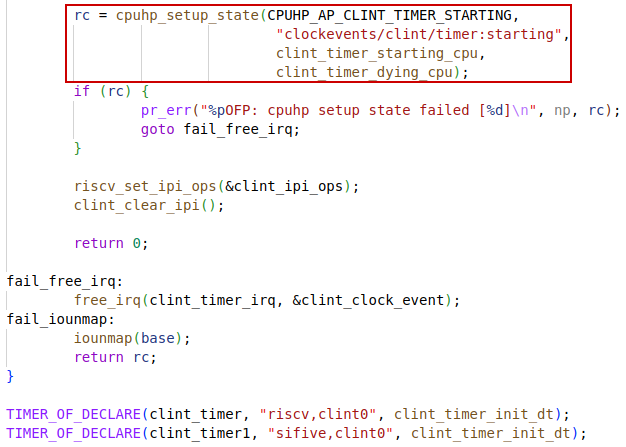 rc = cpuhp_setup_state(CPUHP_AP_CLINT_TIMER_STARTING,
"clockevents/clint/timer:starting",
clint_timer_starting_cpu,
clint_timer_dying_cpu);
if (rc) {
pr_err("%pOFP: cpuhp setup state failed [%d]\n", np, rc);
goto fail_free_irq;
}
riscv_set_ipi_ops(&clint_ipi_ops);
clint_clear_ipi();
return 0;
fail_free_irq:
free_irq(clint_timer_irq, &clint_clock_event);
fail_iounmap:
iounmap(base);
return rc;
}
TIMER_OF_DECLARE(clint_timer, "riscv,clint0", clint_timer_init_dt);
TIMER_OF_DECLARE(clint_timer1, "sifive,clint0", clint_timer_init_dt);